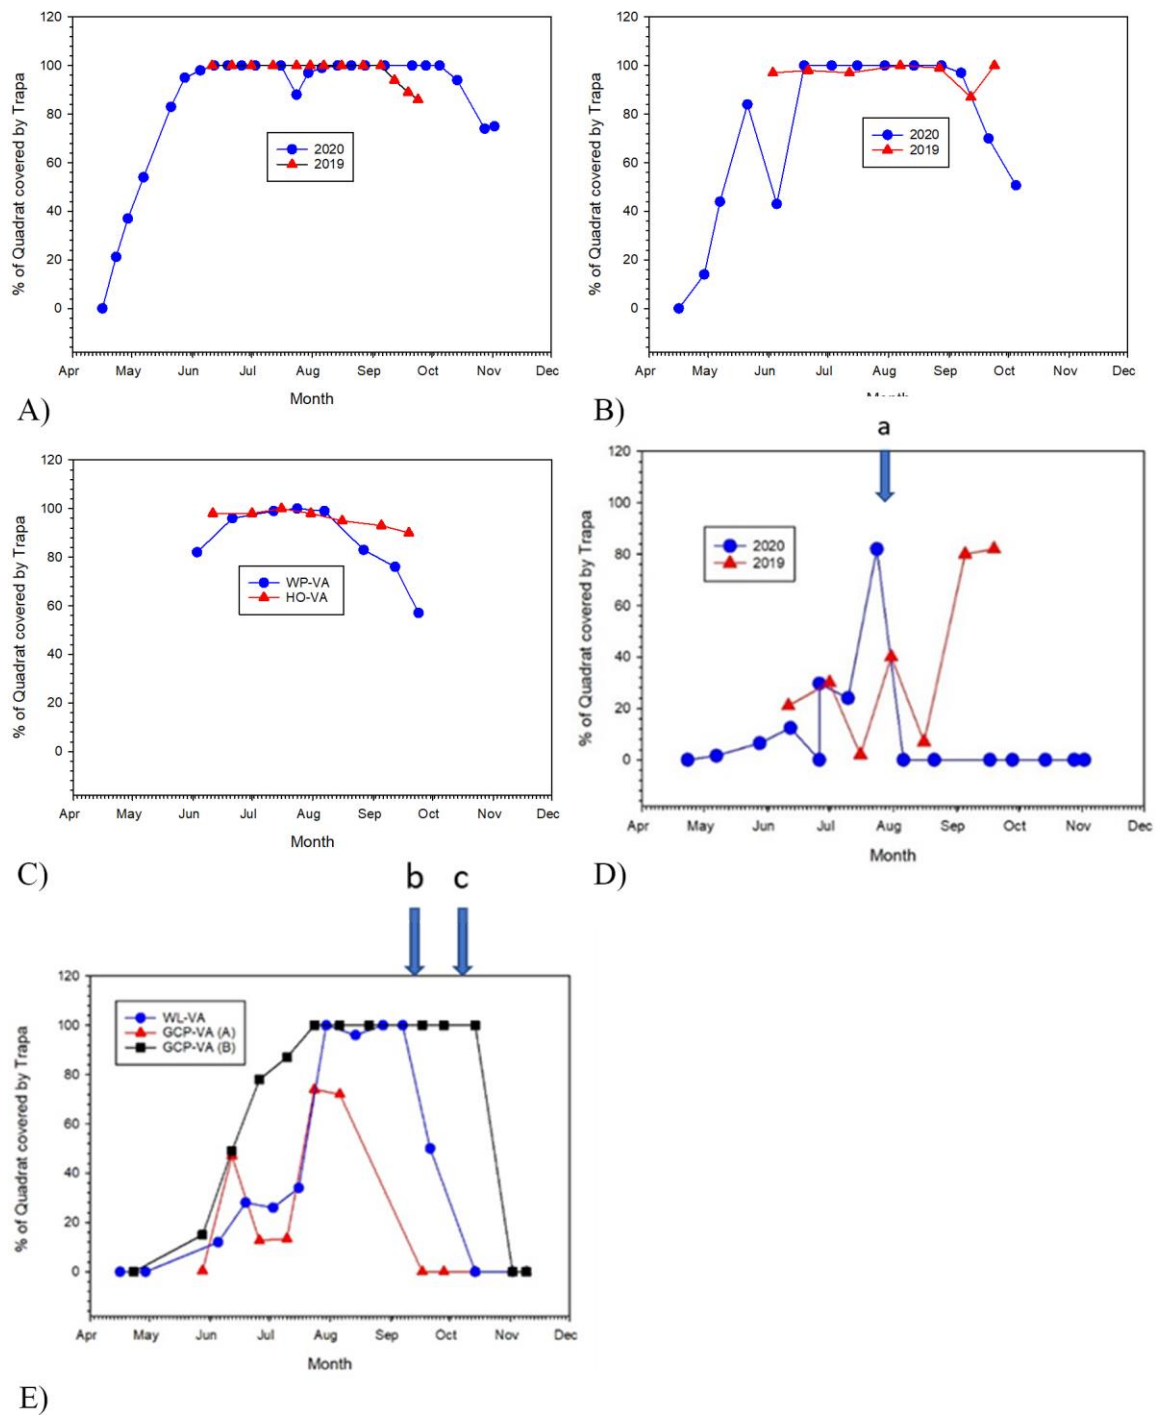 120
100
80
60
40
20
0
% of Quadrat covered by Trapa
2020
2019
Apr May Jun Jul Aug Sep Oct Nov Dec
Month
A)
120
100
80
60
40
20
0
% of Quadrat covered by Trapa
2020
2019
Apr May Jun Jul Aug Sep Oct Nov Dec
B)
120
100
80
60
40
20
0
% of Quadrat covered by Trapa
WP-VA
HO-VA
Apr May Jun Jul Aug Sep Oct Nov Dec
Month
C)
a
120
100
80
60
40
20
0
% of Quadrat covered by Trapa
2020
2019
Apr May Jun Jul Aug Sep Oct Nov Dec
Month
D)
b c
120
100
80
60
40
20
0
% of Quadrat covered by Trapa
WL-VA
GCP-VA (A)
GCP-VA (B)
Apr May Jun Jul Aug Sep Oct Nov Dec
Month
E)